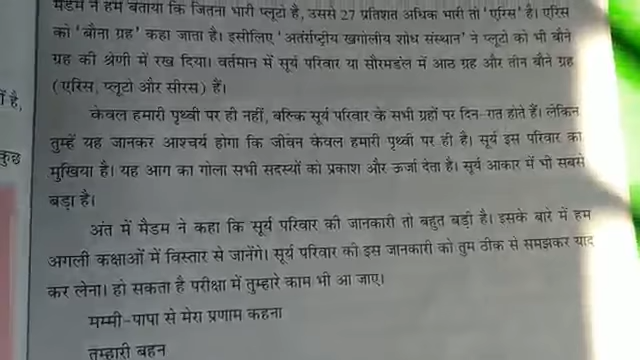 मैडम ने हमें बताया कि जितना भारी प्लूटो है, उससे 27 प्रतिशत अधिक भारी तो 'एरिस' है। एरिस
को 'बौना ग्रह' कहा जाता है। इसीलिए 'अंतर्राष्ट्रीय खगोलीय शोध संस्थान' ने प्लूटो को भी बौने
ग्रह की श्रेणी में रख दिया। वर्तमान में सूर्य परिवार या सौरमंडल में आठ ग्रह और तीन बौने ग्रह
(एरिस, प्लूटो और सीरस) हैं।
केवल हमारी पृथ्वी पर ही नहीं, बल्कि सूर्य परिवार के सभी ग्रहों पर दिन-रात होते हैं। लेकिन
तुम्हें यह जानकर आश्चर्य होगा कि जीवन केवल हमारी पृथ्वी पर ही है। सूर्य इस परिवार का
मुखिया है। यह आग का गोला सभी सदस्यों को प्रकाश और ऊर्जा देता है। सूर्य आकार में भी सबसे
बड़ा है।
अंत में मैडम ने कहा कि सूर्य परिवार की जानकारी तो बहुत बड़ी है। इसके बारे में हम
अगली कक्षाओं में विस्तार से जानेंगे। सूर्य परिवार की इस जानकारी को तुम ठीक से समझकर याद
कर लेना। हो सकता है परीक्षा में तुम्हारे काम भी आ जाए।
मम्मी-पापा से मेरा प्रणाम कहना
तुम्हारी बहन
है,
कुछ